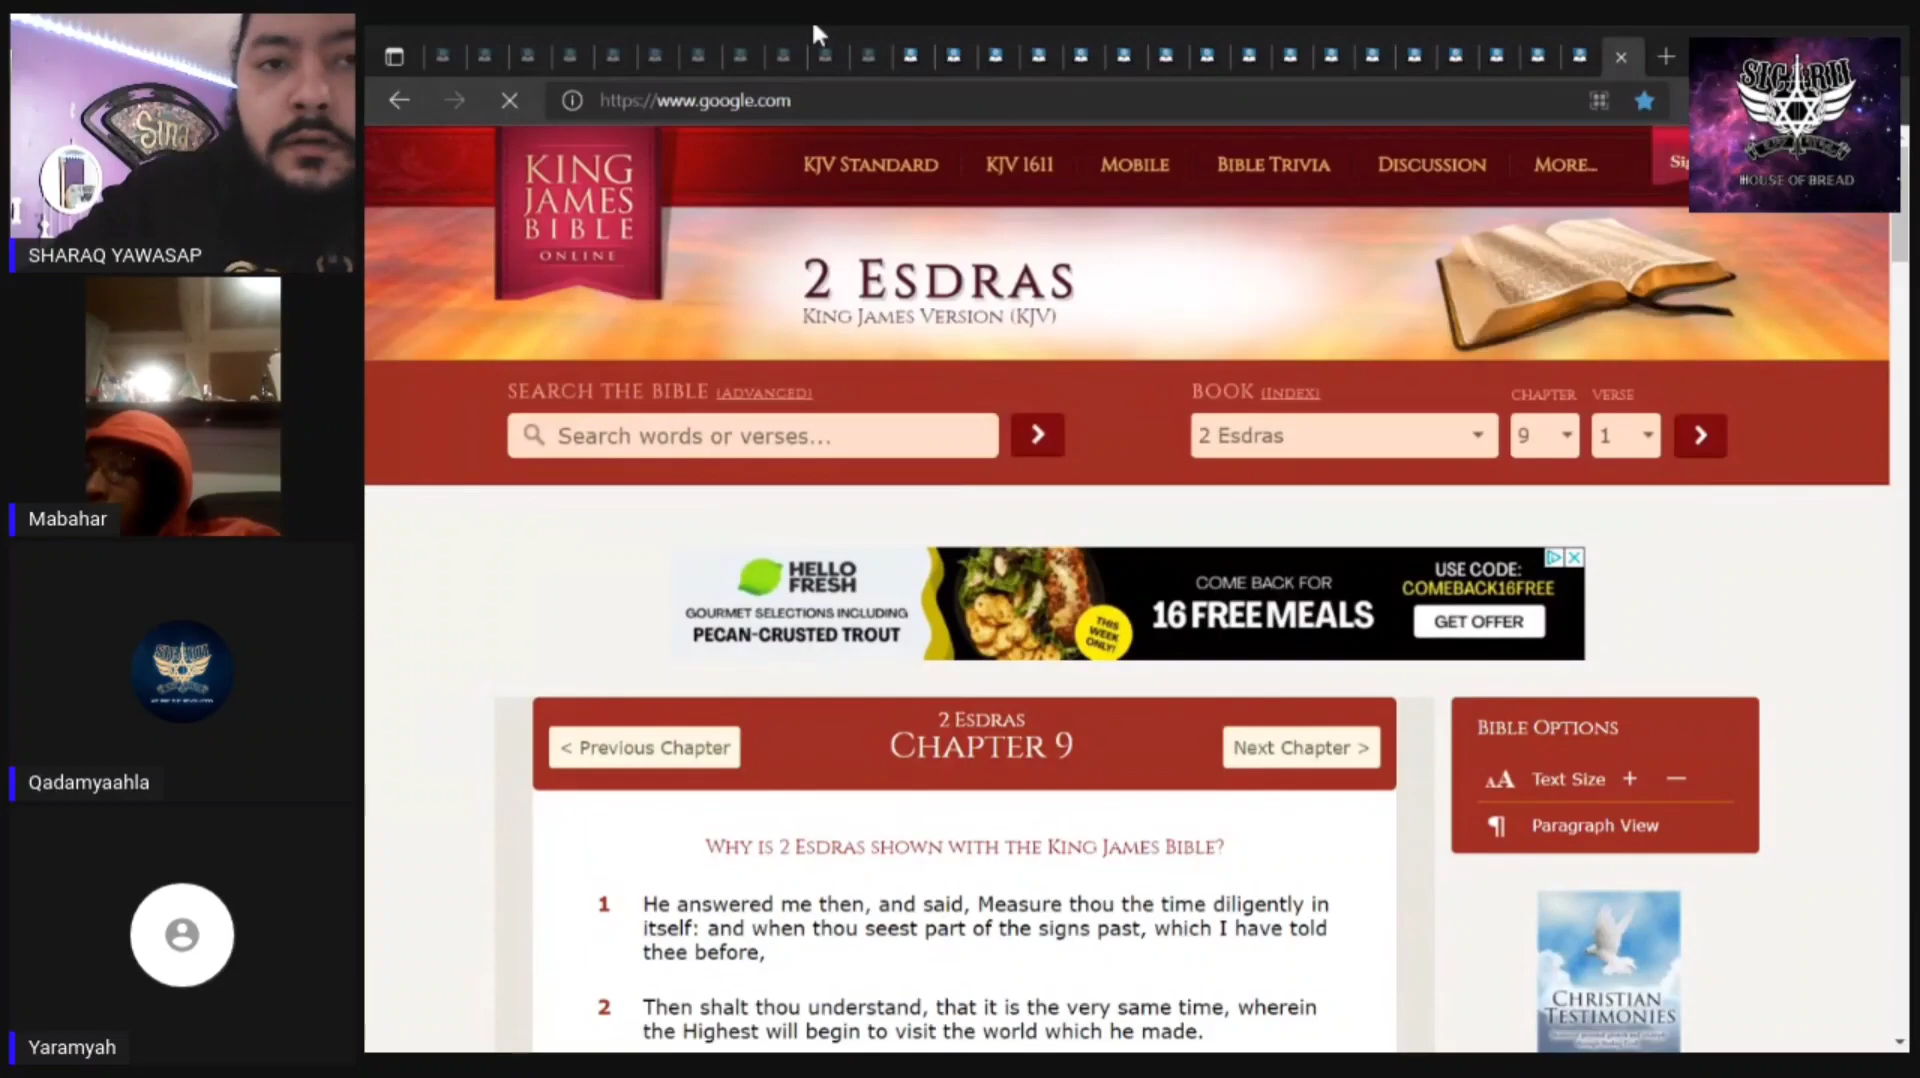 https://www.google.com
SICARII
HOUSE OF BREAD
Sing
SHARAQ YAWASAP
Mabahar
Qadamyaahla
Yaramyah
KING
JAMES
BIBLE
ONLINE
KJV STANDARD
KJV 1611
MOBILE
BIBLE TRIVIA
DISCUSSION
MORE...
2 ESDRAS
KING JAMES VERSION (KJV)
SEARCH THE BIBLE (ADVANCED)
Search words or verses...
BOOK (INDEX)
CHAPTER
VERSE
2 Esdras
9
1
HELLO
FRESH
GOURMET SELECTIONS INCLUDING
PECAN-CRUSTED TROUT
THIS
WEEK
ONLY!
COME BACK FOR
16 FREE MEALS
USE CODE:
COMEBACK16FREE
GET OFFER
< Previous Chapter
2 ESDRAS
CHAPTER 9
Next Chapter >
WHY IS 2 ESDRAS SHOWN WITH THE KING JAMES BIBLE?
1 He answered me then, and said, Measure thou the time diligently in
itself: and when thou seest part of the signs past, which I have told
thee before,
2 Then shalt thou understand, that it is the very same time, wherein
the Highest will begin to visit the world which he made.
BIBLE OPTIONS
AA Text Size + —
¶ Paragraph View
CHRISTIAN
TESTIMONIES